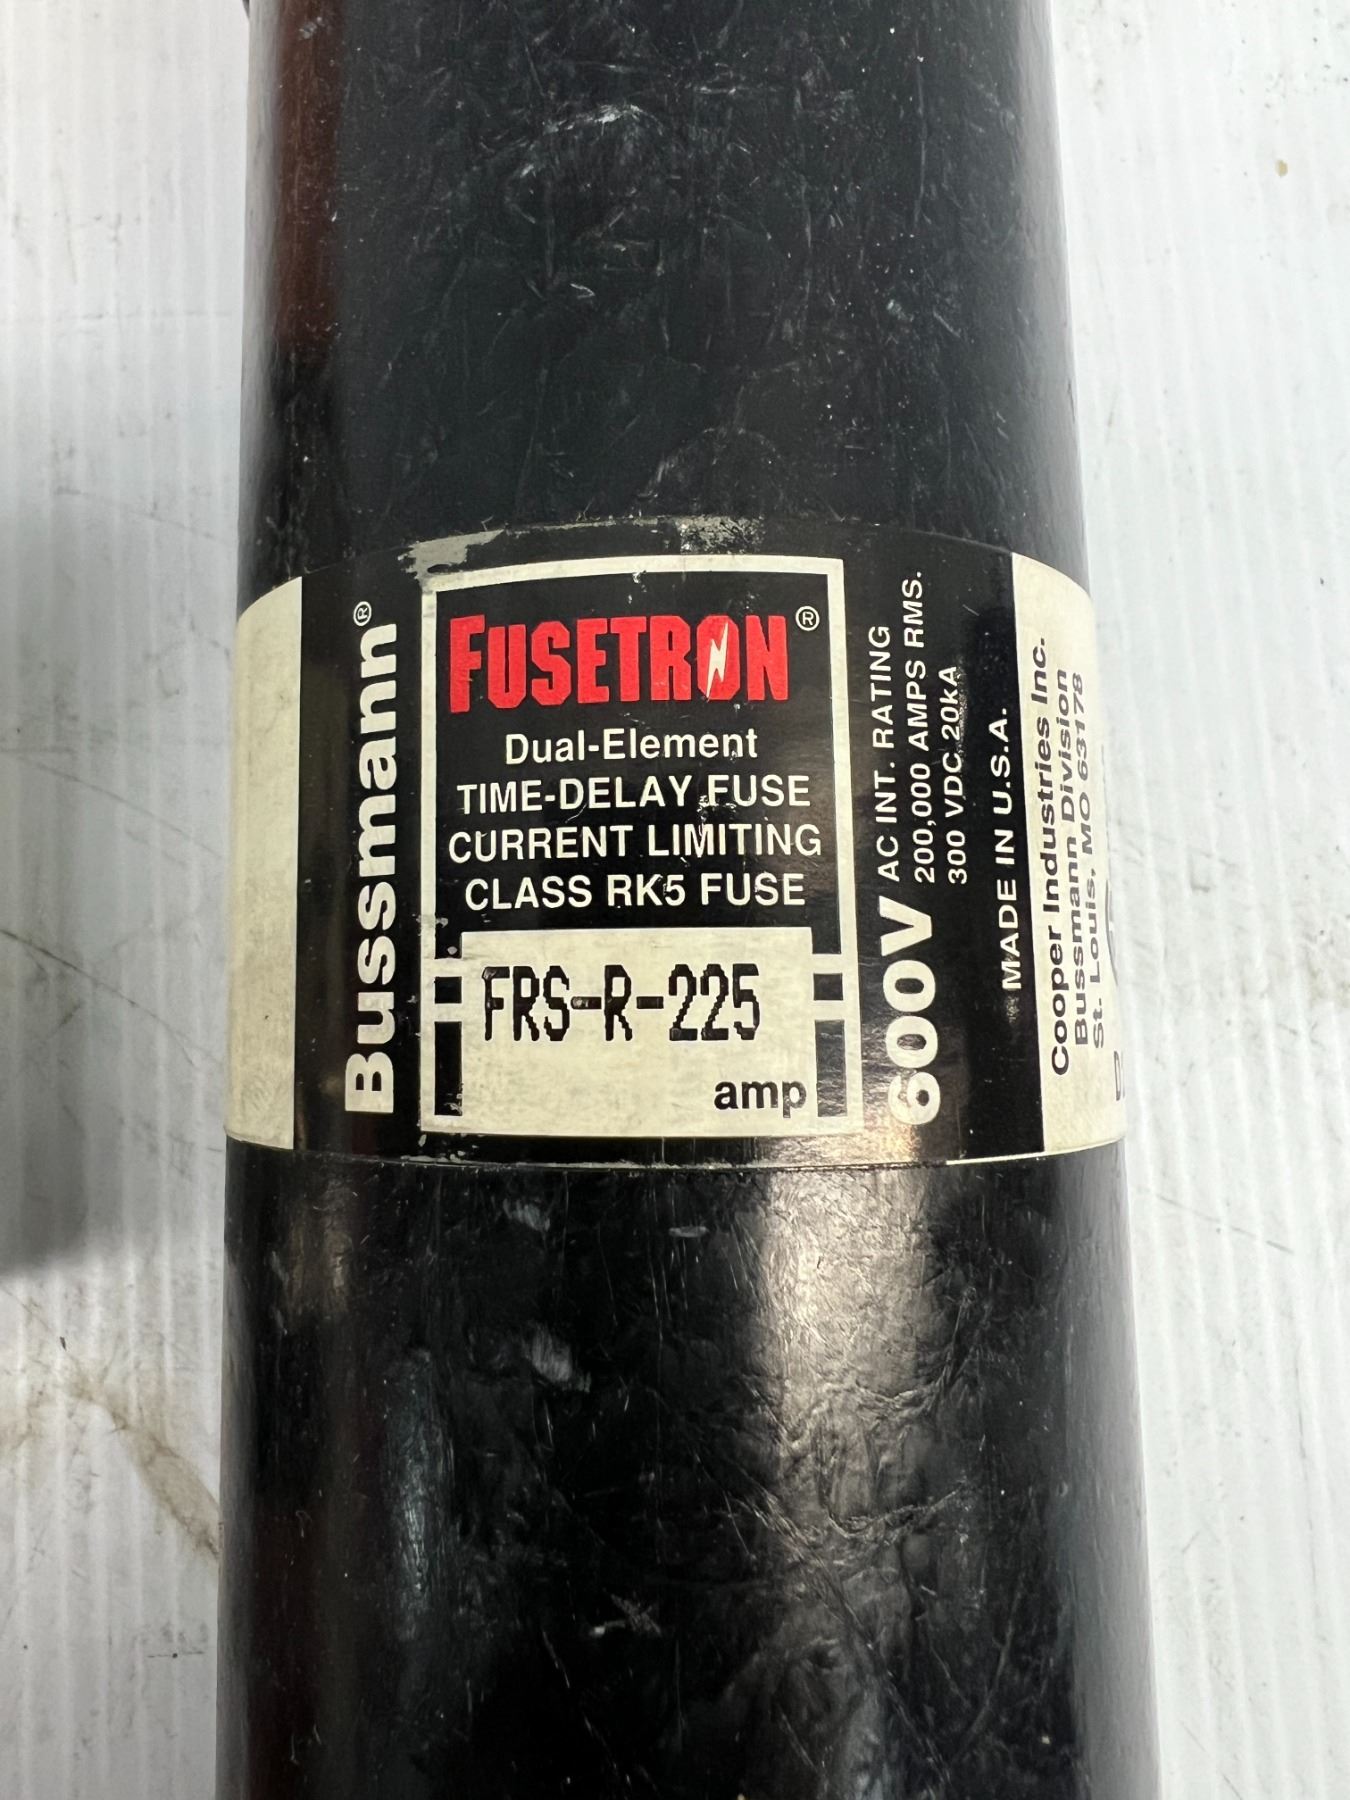 Bussmann®
FUSETRON®
Dual-Element
TIME-DELAY FUSE
CURRENT LIMITING
CLASS RK5 FUSE
FRS-R-225
amp
600V
AC INT. RATING
200,000 AMPS RMS.
300 VDC 20kA
MADE IN U.S.A.
Cooper Industries Inc.
Bussmann Division
St. Louis, MO 63178